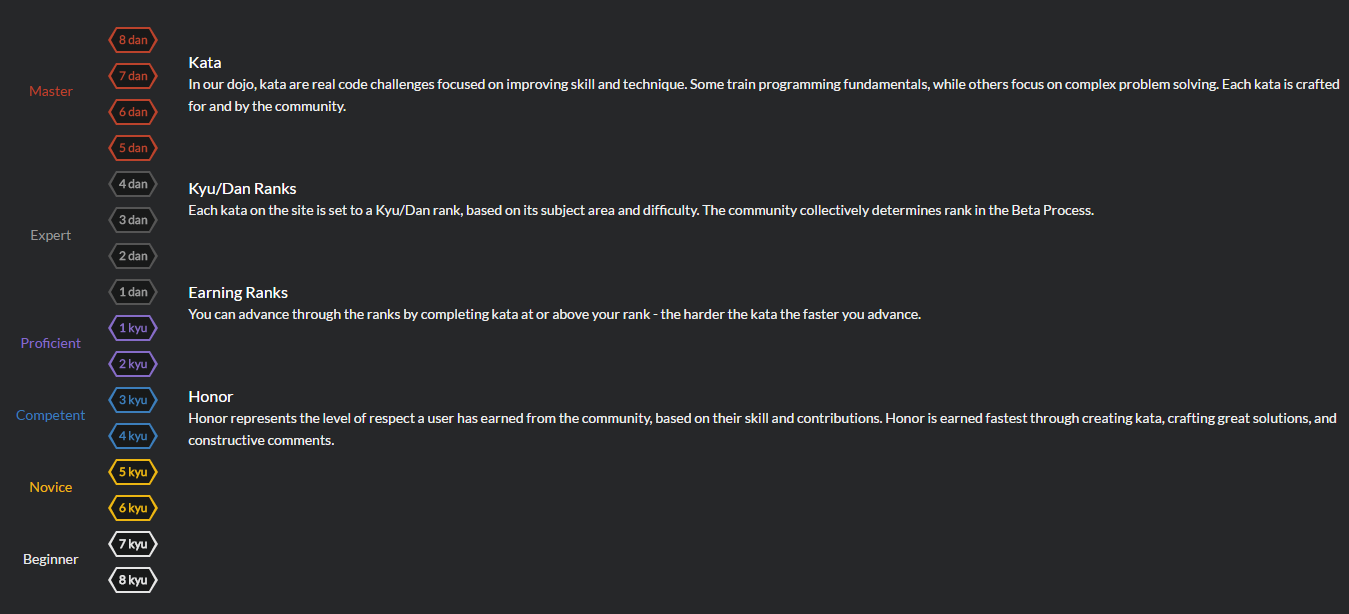 Master
8 dan
7 dan
6 dan
5 dan
Expert
4 dan
3 dan
2 dan
1 dan
Proficient
1 kyu
2 kyu
Competent
3 kyu
4 kyu
Novice
5 kyu
6 kyu
Beginner
7 kyu
8 kyu
Kata
In our dojo, kata are real code challenges focused on improving skill and technique. Some train programming fundamentals, while others focus on complex problem solving. Each kata is crafted
for and by the community.
Kyu/Dan Ranks
Each kata on the site is set to a Kyu/Dan rank, based on its subject area and difficulty. The community collectively determines rank in the Beta Process.
Earning Ranks
You can advance through the ranks by completing kata at or above your rank - the harder the kata the faster you advance.
Honor
Honor represents the level of respect a user has earned from the community, based on their skill and contributions. Honor is earned fastest through creating kata, crafting great solutions, and
constructive comments.